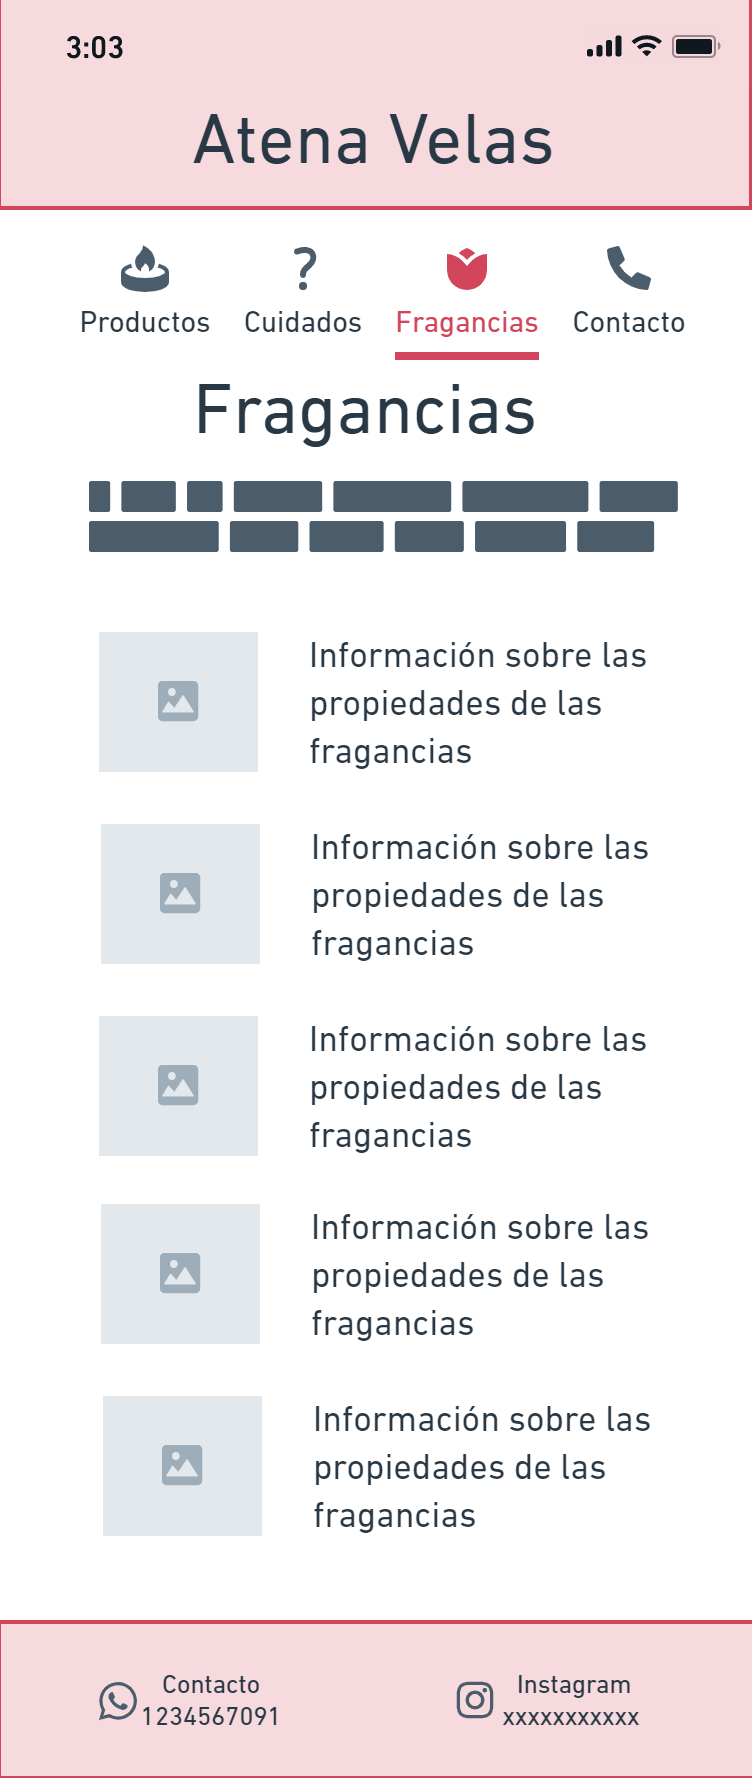 3:03
Atena Velas
Productos
Cuidados
Fragancias
Contacto
Fragancias
Información sobre las
propiedades de las
fragancias
Información sobre las
propiedades de las
fragancias
Información sobre las
propiedades de las
fragancias
Información sobre las
propiedades de las
fragancias
Información sobre las
propiedades de las
fragancias
Contacto
1234567091
Instagram
xxxxxxxxxxx